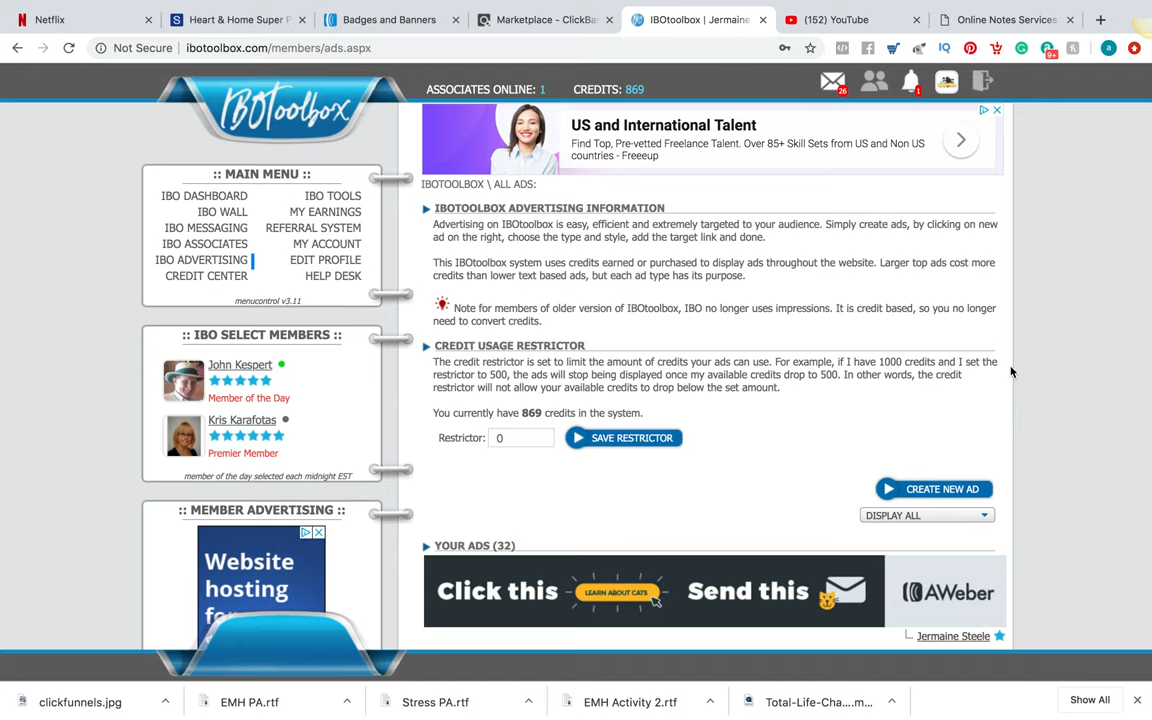 Netflix
Heart & Home Super P
Badges and Banners
Marketplace - ClickBa
IBOtoolbox | Jermaine
(152) YouTube
Online Notes Services
Not Secure
ibotoolbox.com/members/ads.aspx
IQ
9+
a
IBOToolbox
ASSOCIATES ONLINE: 1
CREDITS: 869
26
1
US and International Talent
Find Top, Pre-vetted Freelance Talent. Over 85+ Skill Sets from US and Non US
countries - Freeeup
IBOTOOLBOX \ ALL ADS:
:: MAIN MENU ::
IBO DASHBOARD
IBO TOOLS
IBO WALL
MY EARNINGS
IBO MESSAGING
REFERRAL SYSTEM
IBO ASSOCIATES
MY ACCOUNT
IBO ADVERTISING
EDIT PROFILE
CREDIT CENTER
HELP DESK
menucontrol v3.11
:: IBO SELECT MEMBERS ::
John Kespert
Member of the Day
Kris Karafotas
Premier Member
member of the day selected each midnight EST
:: MEMBER ADVERTISING ::
Website
hosting
IBOTOOLBOX ADVERTISING INFORMATION
Advertising on IBOtoolbox is easy, efficient and extremely targeted to your audience. Simply create ads, by clicking on new
ad on the right, choose the type and style, add the target link and done.
This IBOtoolbox system uses credits earned or purchased to display ads throughout the website. Larger top ads cost more
credits than lower text based ads, but each ad type has its purpose.
Note for members of older version of IBOtoolbox, IBO no longer uses impressions. It is credit based, so you no longer
need to convert credits.
CREDIT USAGE RESTRICTOR
The credit restrictor is set to limit the amount of credits your ads can use. For example, if I have 1000 credits and I set the
restrictor to 500, the ads will stop being displayed once my available credits drop to 500. In other words, the credit
restrictor will not allow your available credits to drop below the set amount.
You currently have 869 credits in the system.
Restrictor: 0
SAVE RESTRICTOR
CREATE NEW AD
DISPLAY ALL
YOUR ADS (32)
Click this
LEARN ABOUT CATS
Send this
AWeber
Jermaine Steele
clickfunnels.jpg
EMH PA.rtf
Stress PA.rtf
EMH Activity 2.rtf
Total-Life-Cha....m...
Show All